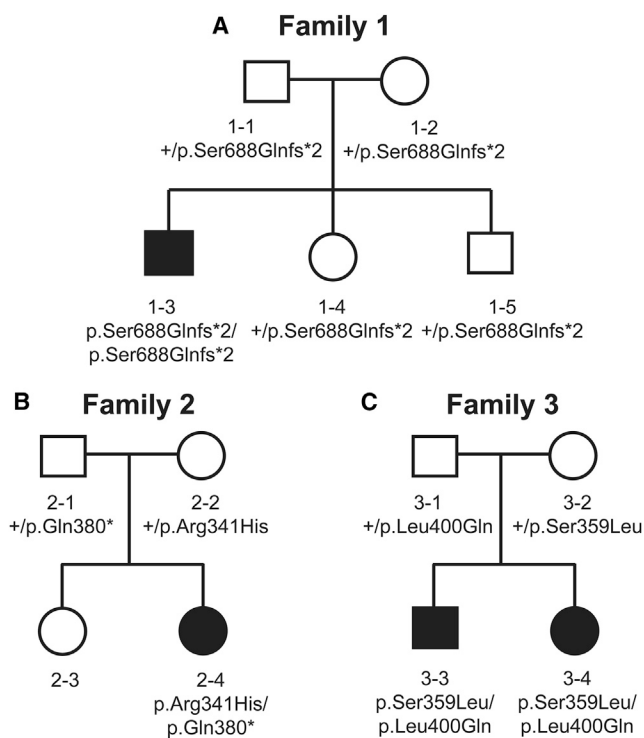 A Family 1
1-1
+/p.Ser688Glnfs*2
1-2
+/p.Ser688Glnfs*2
1-3
p.Ser688Glnfs*2/
p.Ser688Glnfs*2
1-4
+/p.Ser688Glnfs*2
1-5
+/p.Ser688Glnfs*2
B Family 2
2-1
+/p.Gln380*
2-2
+/p.Arg341His
2-3
2-4
p.Arg341His/
p.Gln380*
C Family 3
3-1
+/p.Leu400Gln
3-2
+/p.Ser359Leu
3-3
p.Ser359Leu/
p.Leu400Gln
3-4
p.Ser359Leu/
p.Leu400Gln